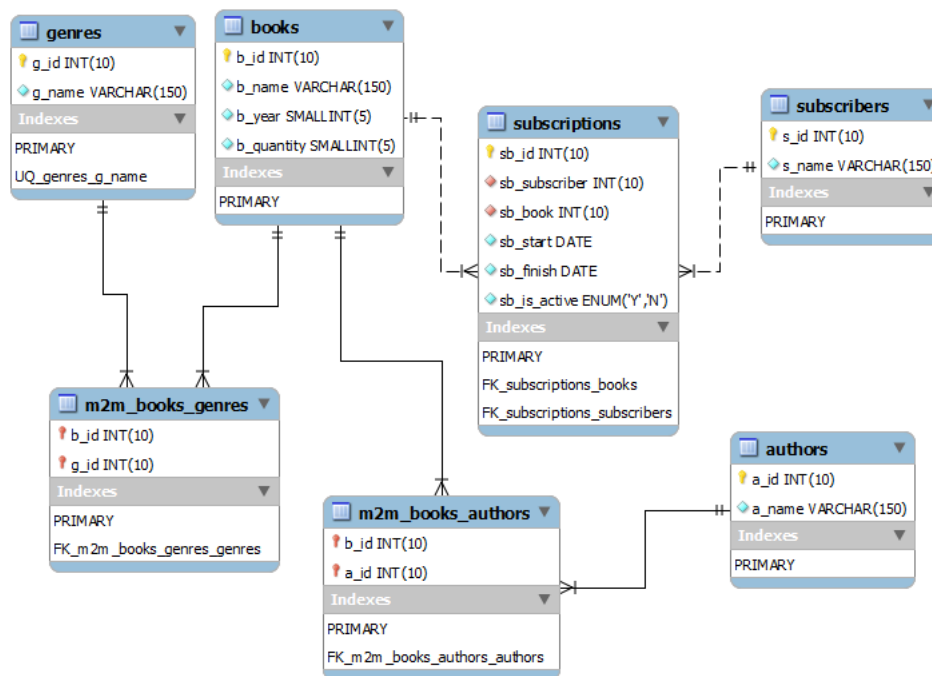 genres
g_id INT(10)
g_name VARCHAR(150)
Indexes
PRIMARY
UQ_genres_g_name
books
b_id INT(10)
b_name VARCHAR(150)
b_year SMALLINT(5)
b_quantity SMALLINT(5)
Indexes
PRIMARY
subscriptions
sb_id INT(10)
sb_subscriber INT(10)
sb_book INT(10)
sb_start DATE
sb_finish DATE
sb_is_active ENUM('Y','N')
Indexes
PRIMARY
FK_subscriptions_books
FK_subscriptions_subscribers
subscribers
s_id INT(10)
s_name VARCHAR(150)
Indexes
PRIMARY
m2m_books_genres
b_id INT(10)
g_id INT(10)
Indexes
PRIMARY
FK_m2m_books_genres_genres
m2m_books_authors
b_id INT(10)
a_id INT(10)
Indexes
PRIMARY
FK_m2m_books_authors_authors
authors
a_id INT(10)
a_name VARCHAR(150)
Indexes
PRIMARY